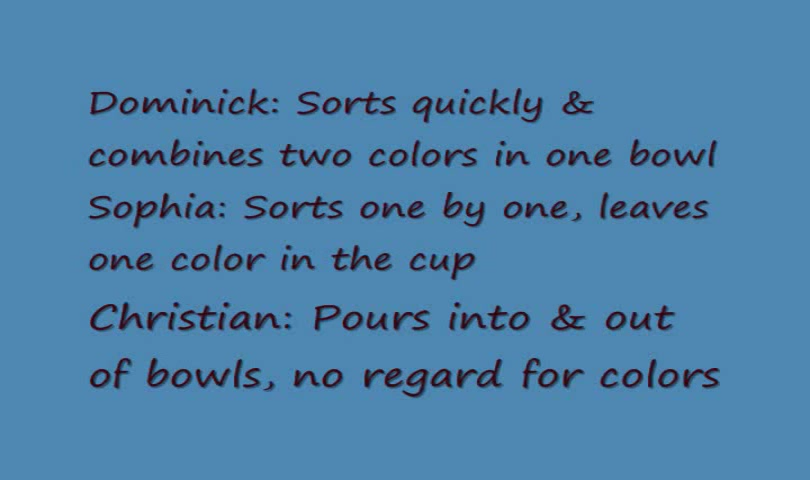 Dominick: Sorts quickly &
combines two colors in one bowl
Sophia: Sorts one by one, leaves
one color in the cup
Christian: Pours into & out
of bowls, no regard for colors